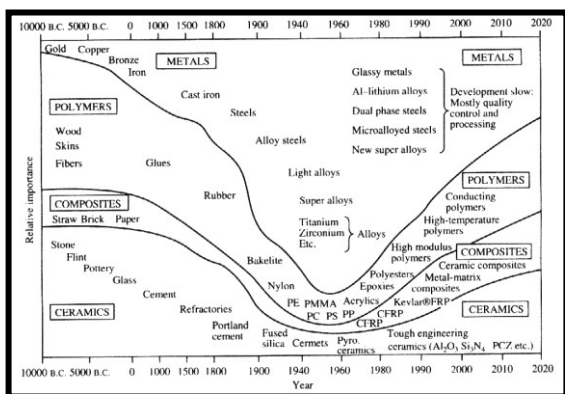 10000 B.C. 5000 B.C. 0 1000 1500 1800 1900 1940 1960 1980 1990 2000 2010 2020
Gold Copper
Bronze
Iron
METALS
Cast iron
Steels
Alloy steels
Light alloys
Super alloys
Titanium
Zirconium
Etc.
Alloys
METALS
Glassy metals
Al-lithium alloys
Dual phase steels
Microalloyed steels
New super alloys
Development slow:
Mostly quality
control and
processing
POLYMERS
Wood
Skins
Fibers
Glues
Rubber
Bakelite
Nylon
PE PMMA Acrylics
PC PS PP
Epoxies
Polyesters
High modulus
polymers
POLYMERS
Conducting
polymers
High-temperature
polymers
COMPOSITES
Straw Brick Paper
CFRP
CFRP
Kevlar®FRP
Metal-matrix
composites
Ceramic composites
COMPOSITES
Stone
Flint
Pottery
Glass
Cement
CERAMICS
Refractories
Portland
cement
Fused
silica
Cermets
Pyro.
ceramics
Tough engineering
ceramics (Al2O3 Si3N4 PCZ etc.)
CERAMICS
Relative importance
10000 B.C. 5000 B.C. 0 1000 1500 1800 1900 1940 1960 1980 1990 2000 2010 2020
Year